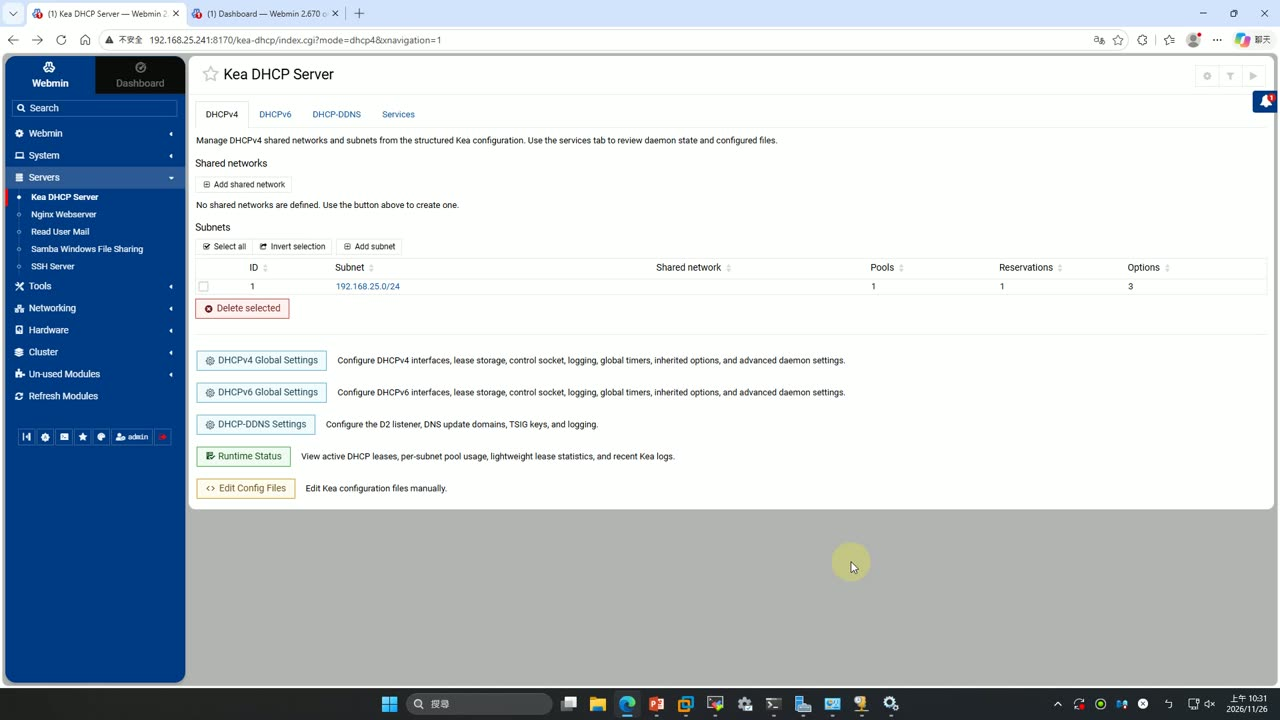 (1) Kea DHCP Server — Webmin 2.
(1) Dashboard — Webmin 2.670 o
不安全 192.168.25.241:8170/kea-dhcp/index.cgi?mode=dhcp4&xnavigation=1
聊天
Webmin
Dashboard
Search
Webmin
System
Servers
Kea DHCP Server
Nginx Webserver
Read User Mail
Samba Windows File Sharing
SSH Server
Tools
Networking
Hardware
Cluster
Un-used Modules
Refresh Modules
admin
Kea DHCP Server
1
DHCPv4 DHCPv6 DHCP-DDNS Services
Manage DHCPv4 shared networks and subnets from the structured Kea configuration. Use the services tab to review daemon state and configured files.
Shared networks
Add shared network
No shared networks are defined. Use the button above to create one.
Subnets
Select all Invert selection Add subnet
ID Subnet Shared network Pools Reservations Options
1 192.168.25.0/24 1 1 3
Delete selected
DHCPv4 Global Settings Configure DHCPv4 interfaces, lease storage, control socket, logging, global timers, inherited options, and advanced daemon settings.
DHCPv6 Global Settings Configure DHCPv6 interfaces, lease storage, control socket, logging, global timers, inherited options, and advanced daemon settings.
DHCP-DDNS Settings Configure the D2 listener, DNS update domains, TSIG keys, and logging.
Runtime Status View active DHCP leases, per-subnet pool usage, lightweight lease statistics, and recent Kea logs.
Edit Config Files Edit Kea configuration files manually.
搜尋
上午 10:31
2026/11/26